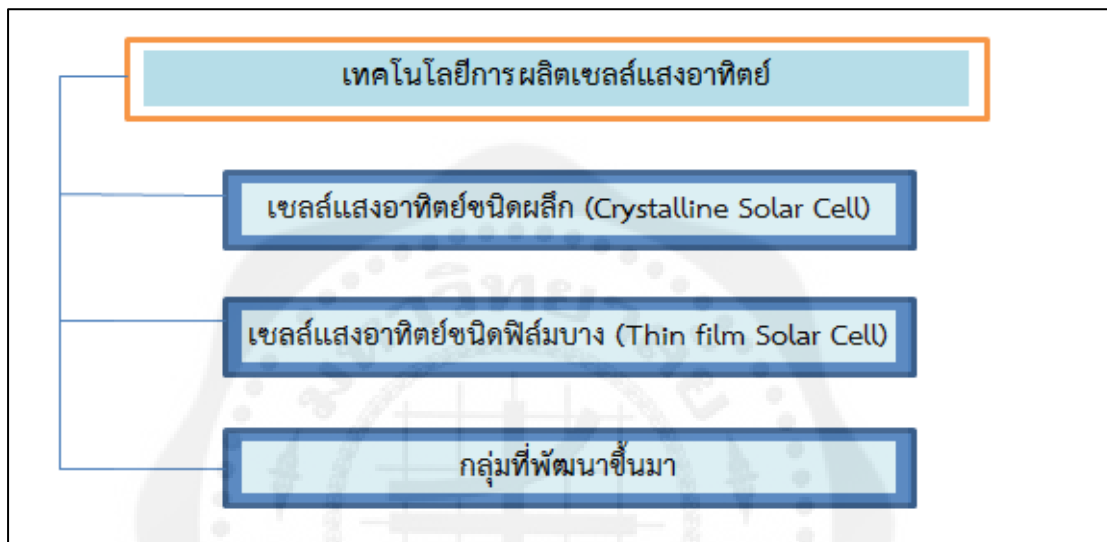 เทคโนโลยีการผลิตเซลล์แสงอาทิตย์
เซลล์แสงอาทิตย์ชนิดผลึก (Crystalline Solar Cell)
เซลล์แสงอาทิตย์ชนิดฟิล์มบาง (Thin film Solar Cell)
กลุ่มที่พัฒนาขึ้นมา